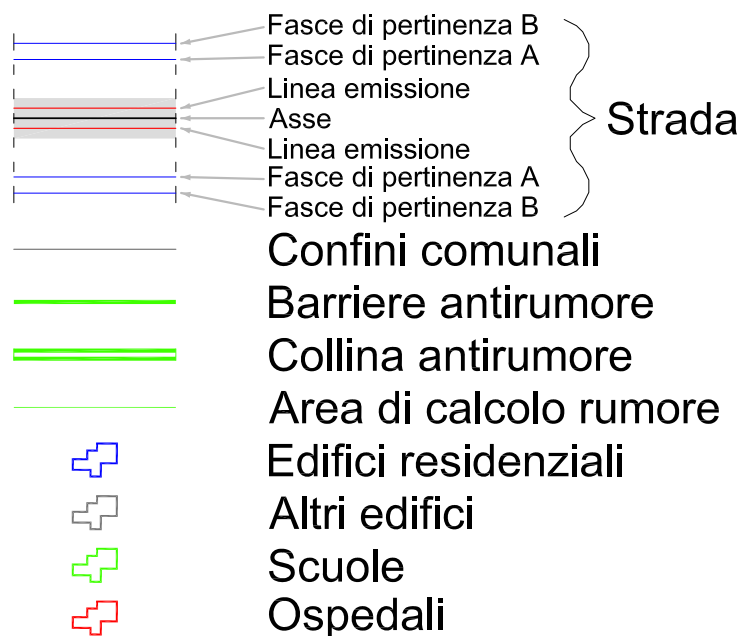 Fasce di pertinenza B
Fasce di pertinenza A
Linea emissione
Asse
Linea emissione
Fasce di pertinenza A
Fasce di pertinenza B
Strada
Confini comunali
Barriere antirumore
Collina antirumore
Area di calcolo rumore
Edifici residenziali
Altri edifici
Scuole
Ospedali